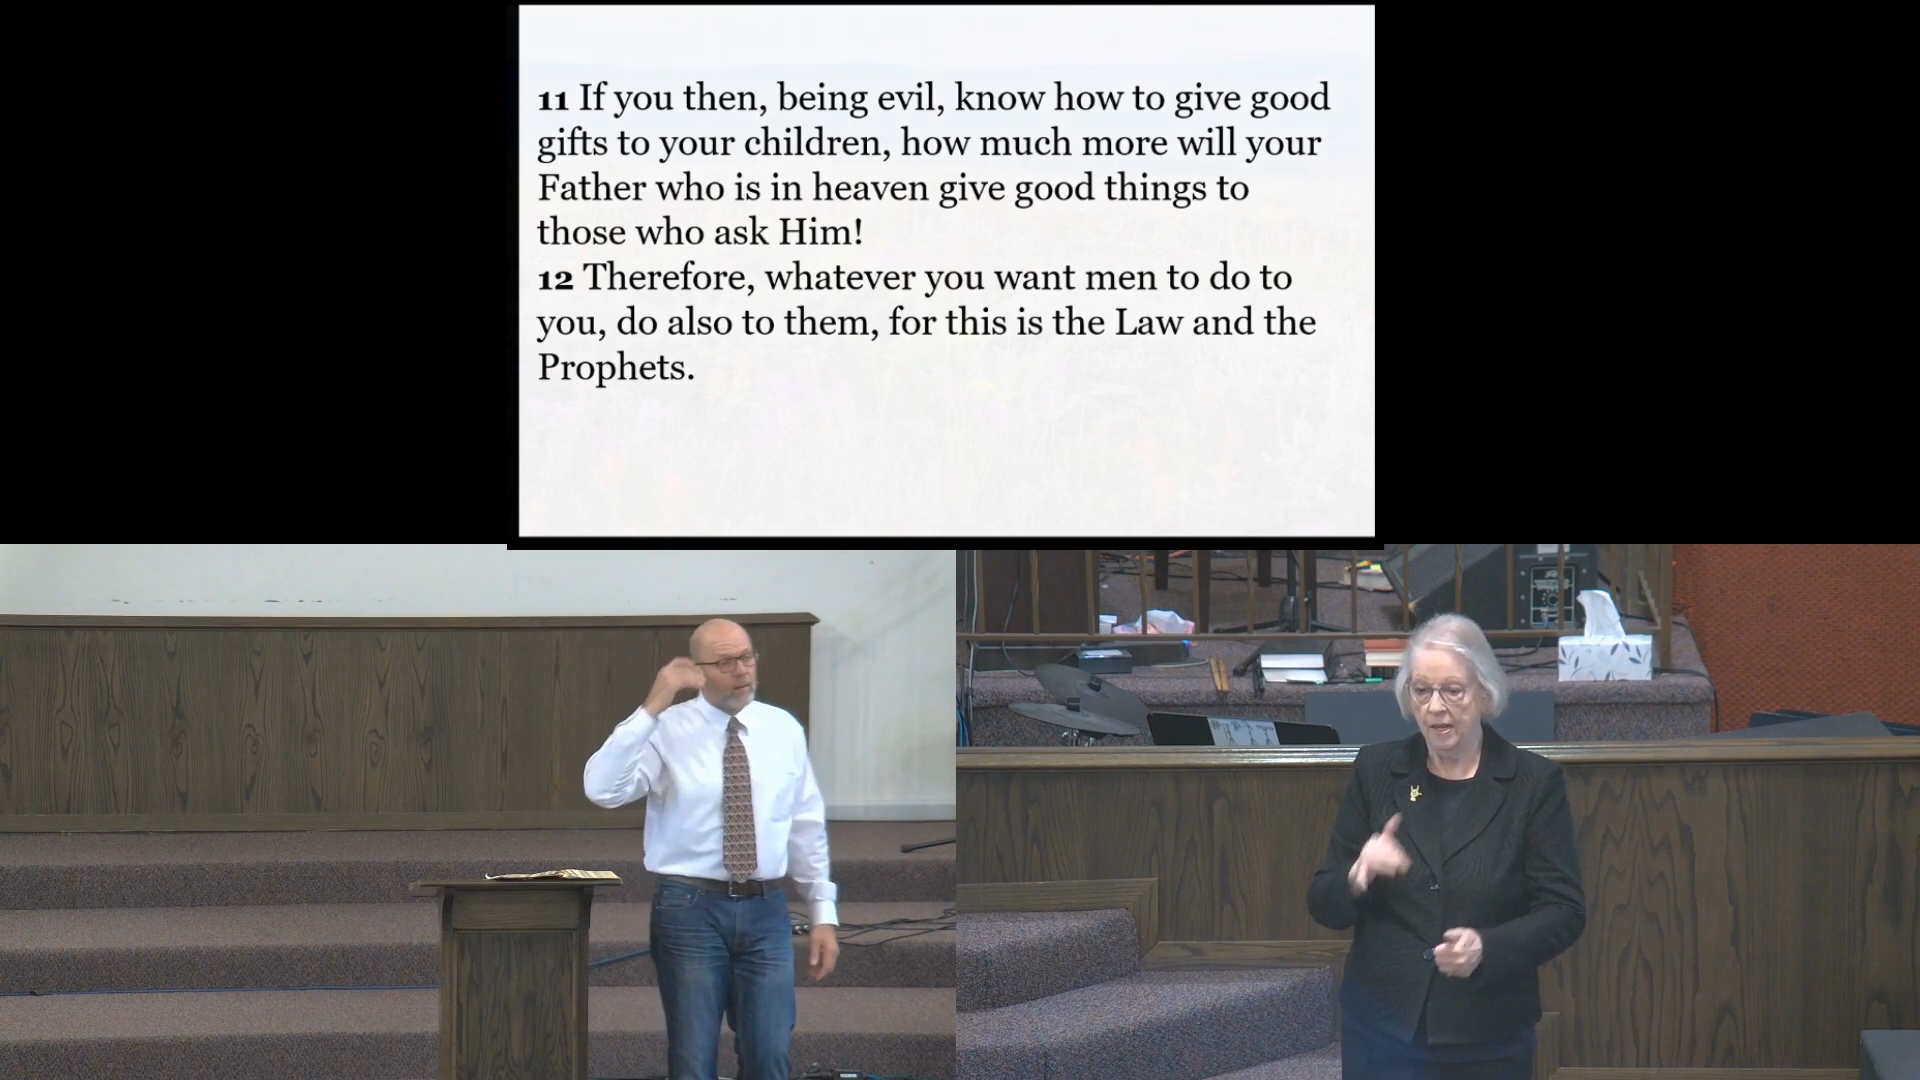 11 If you then, being evil, know how to give good
gifts to your children, how much more will your
Father who is in heaven give good things to
those who ask Him!
12 Therefore, whatever you want men to do to
you, do also to them, for this is the Law and the
Prophets.